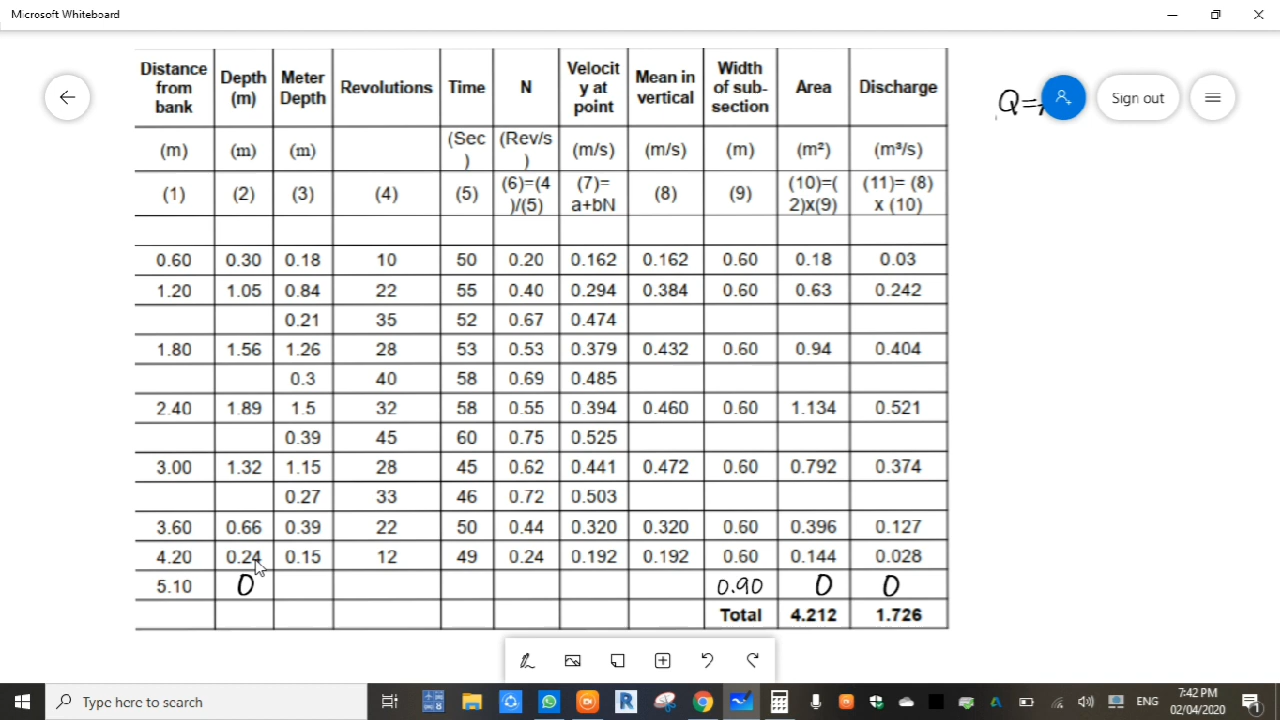 Microsoft Whiteboard
Distance from bank Depth (m) Meter Depth Revolutions Time N Velocit y at point Mean in vertical Width of sub- section Area Discharge
(m) (m) (m) (Sec ) (Rev/s ) (m/s) (m/s) (m) (m²) (m³/s)
(1) (2) (3) (4) (5) (6)=(4 )/(5) (7)= a+bN (8) (9) (10)=( 2)x(9) (11)= (8) x (10)
0.60 0.30 0.18 10 50 0.20 0.162 0.162 0.60 0.18 0.03
1.20 1.05 0.84 22 55 0.40 0.294 0.384 0.60 0.63 0.242
0.21 35 52 0.67 0.474
1.80 1.56 1.26 28 53 0.53 0.379 0.432 0.60 0.94 0.404
0.3 40 58 0.69 0.485
2.40 1.89 1.5 32 58 0.55 0.394 0.460 0.60 1.134 0.521
0.39 45 60 0.75 0.525
3.00 1.32 1.15 28 45 0.62 0.441 0.472 0.60 0.792 0.374
0.27 33 46 0.72 0.503
3.60 0.66 0.39 22 50 0.44 0.320 0.320 0.60 0.396 0.127
4.20 0.24 0.15 12 49 0.24 0.192 0.192 0.60 0.144 0.028
5.10 0 0.90 0 0
Total 4.212 1.726
Q=
Sign out
Type here to search
ENG
7:42 PM
02/04/2020